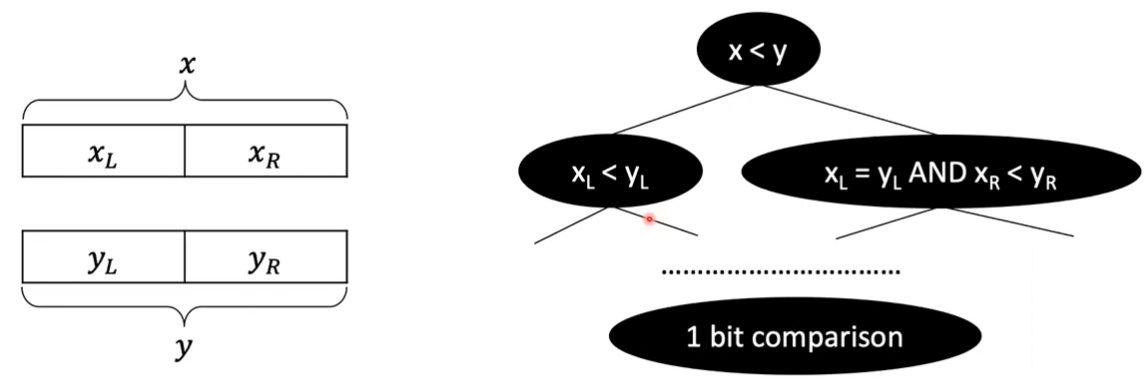 x
x_L x_R
y_L y_R
y
x < y
x_L < y_L
x_L = y_L AND x_R < y_R
1 bit comparison